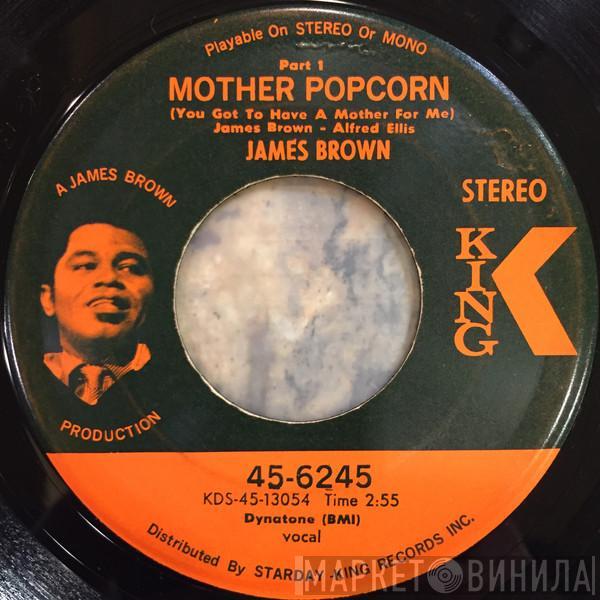 Playable On STEREO Or MONO
Part 1
MOTHER POPCORN
(You Got To Have A Mother For Me)
James Brown - Alfred Ellis
JAMES BROWN
A JAMES BROWN
PRODUCTION
STEREO
KING
K
45-6245
KDS-45-13054 Time 2:55
Dynatone (BMI)
vocal
Distributed By STARDAY-KING RECORDS INC.
МАРКЕТ ВИНИЛА